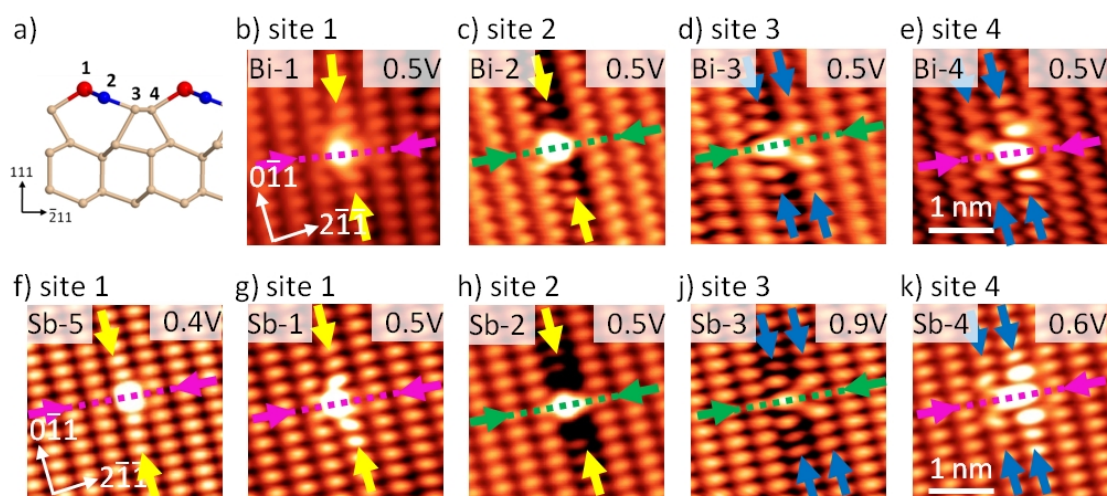 a)
b) site 1
c) site 2
d) site 3
e) site 4
1 2 3 4
111
2̄11
Bi-1 0.5V
01̄1
21̄1̄
Bi-2 0.5V
Bi-3 0.5V
Bi-4 0.5V
1 nm
f) site 1
g) site 1
h) site 2
j) site 3
k) site 4
Sb-5 0.4V
01̄1
21̄1̄
Sb-1 0.5V
Sb-2 0.5V
Sb-3 0.9V
Sb-4 0.6V
1 nm